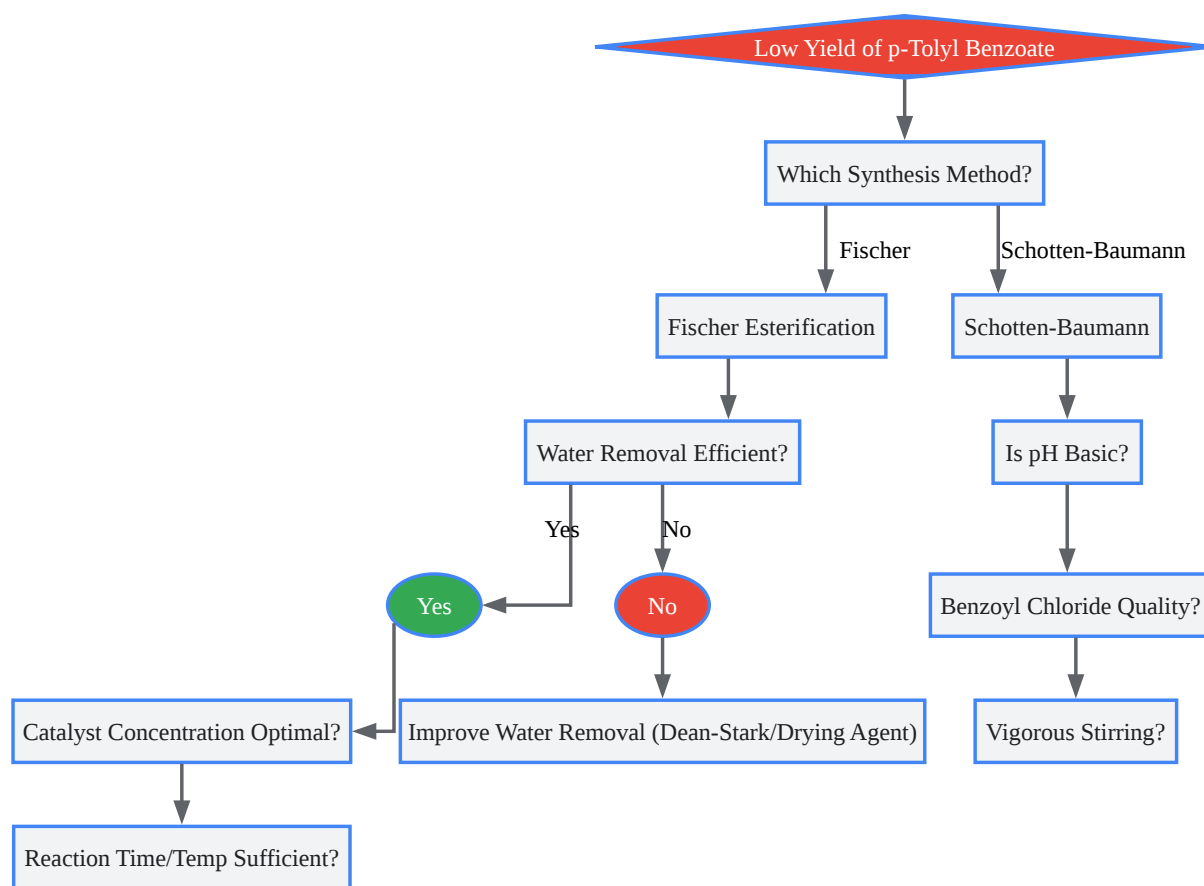 Low Yield of p-Tolyl Benzoate
Which Synthesis Method?
Fischer
Schotten-Baumann
Fischer Esterification
Schotten-Baumann
Water Removal Efficient?
Is pH Basic?
Yes
No
Yes
No
Benzoyl Chloride Quality?
Catalyst Concentration Optimal?
Improve Water Removal (Dean-Stark/Drying Agent)
Vigorous Stirring?
Reaction Time/Temp Sufficient?